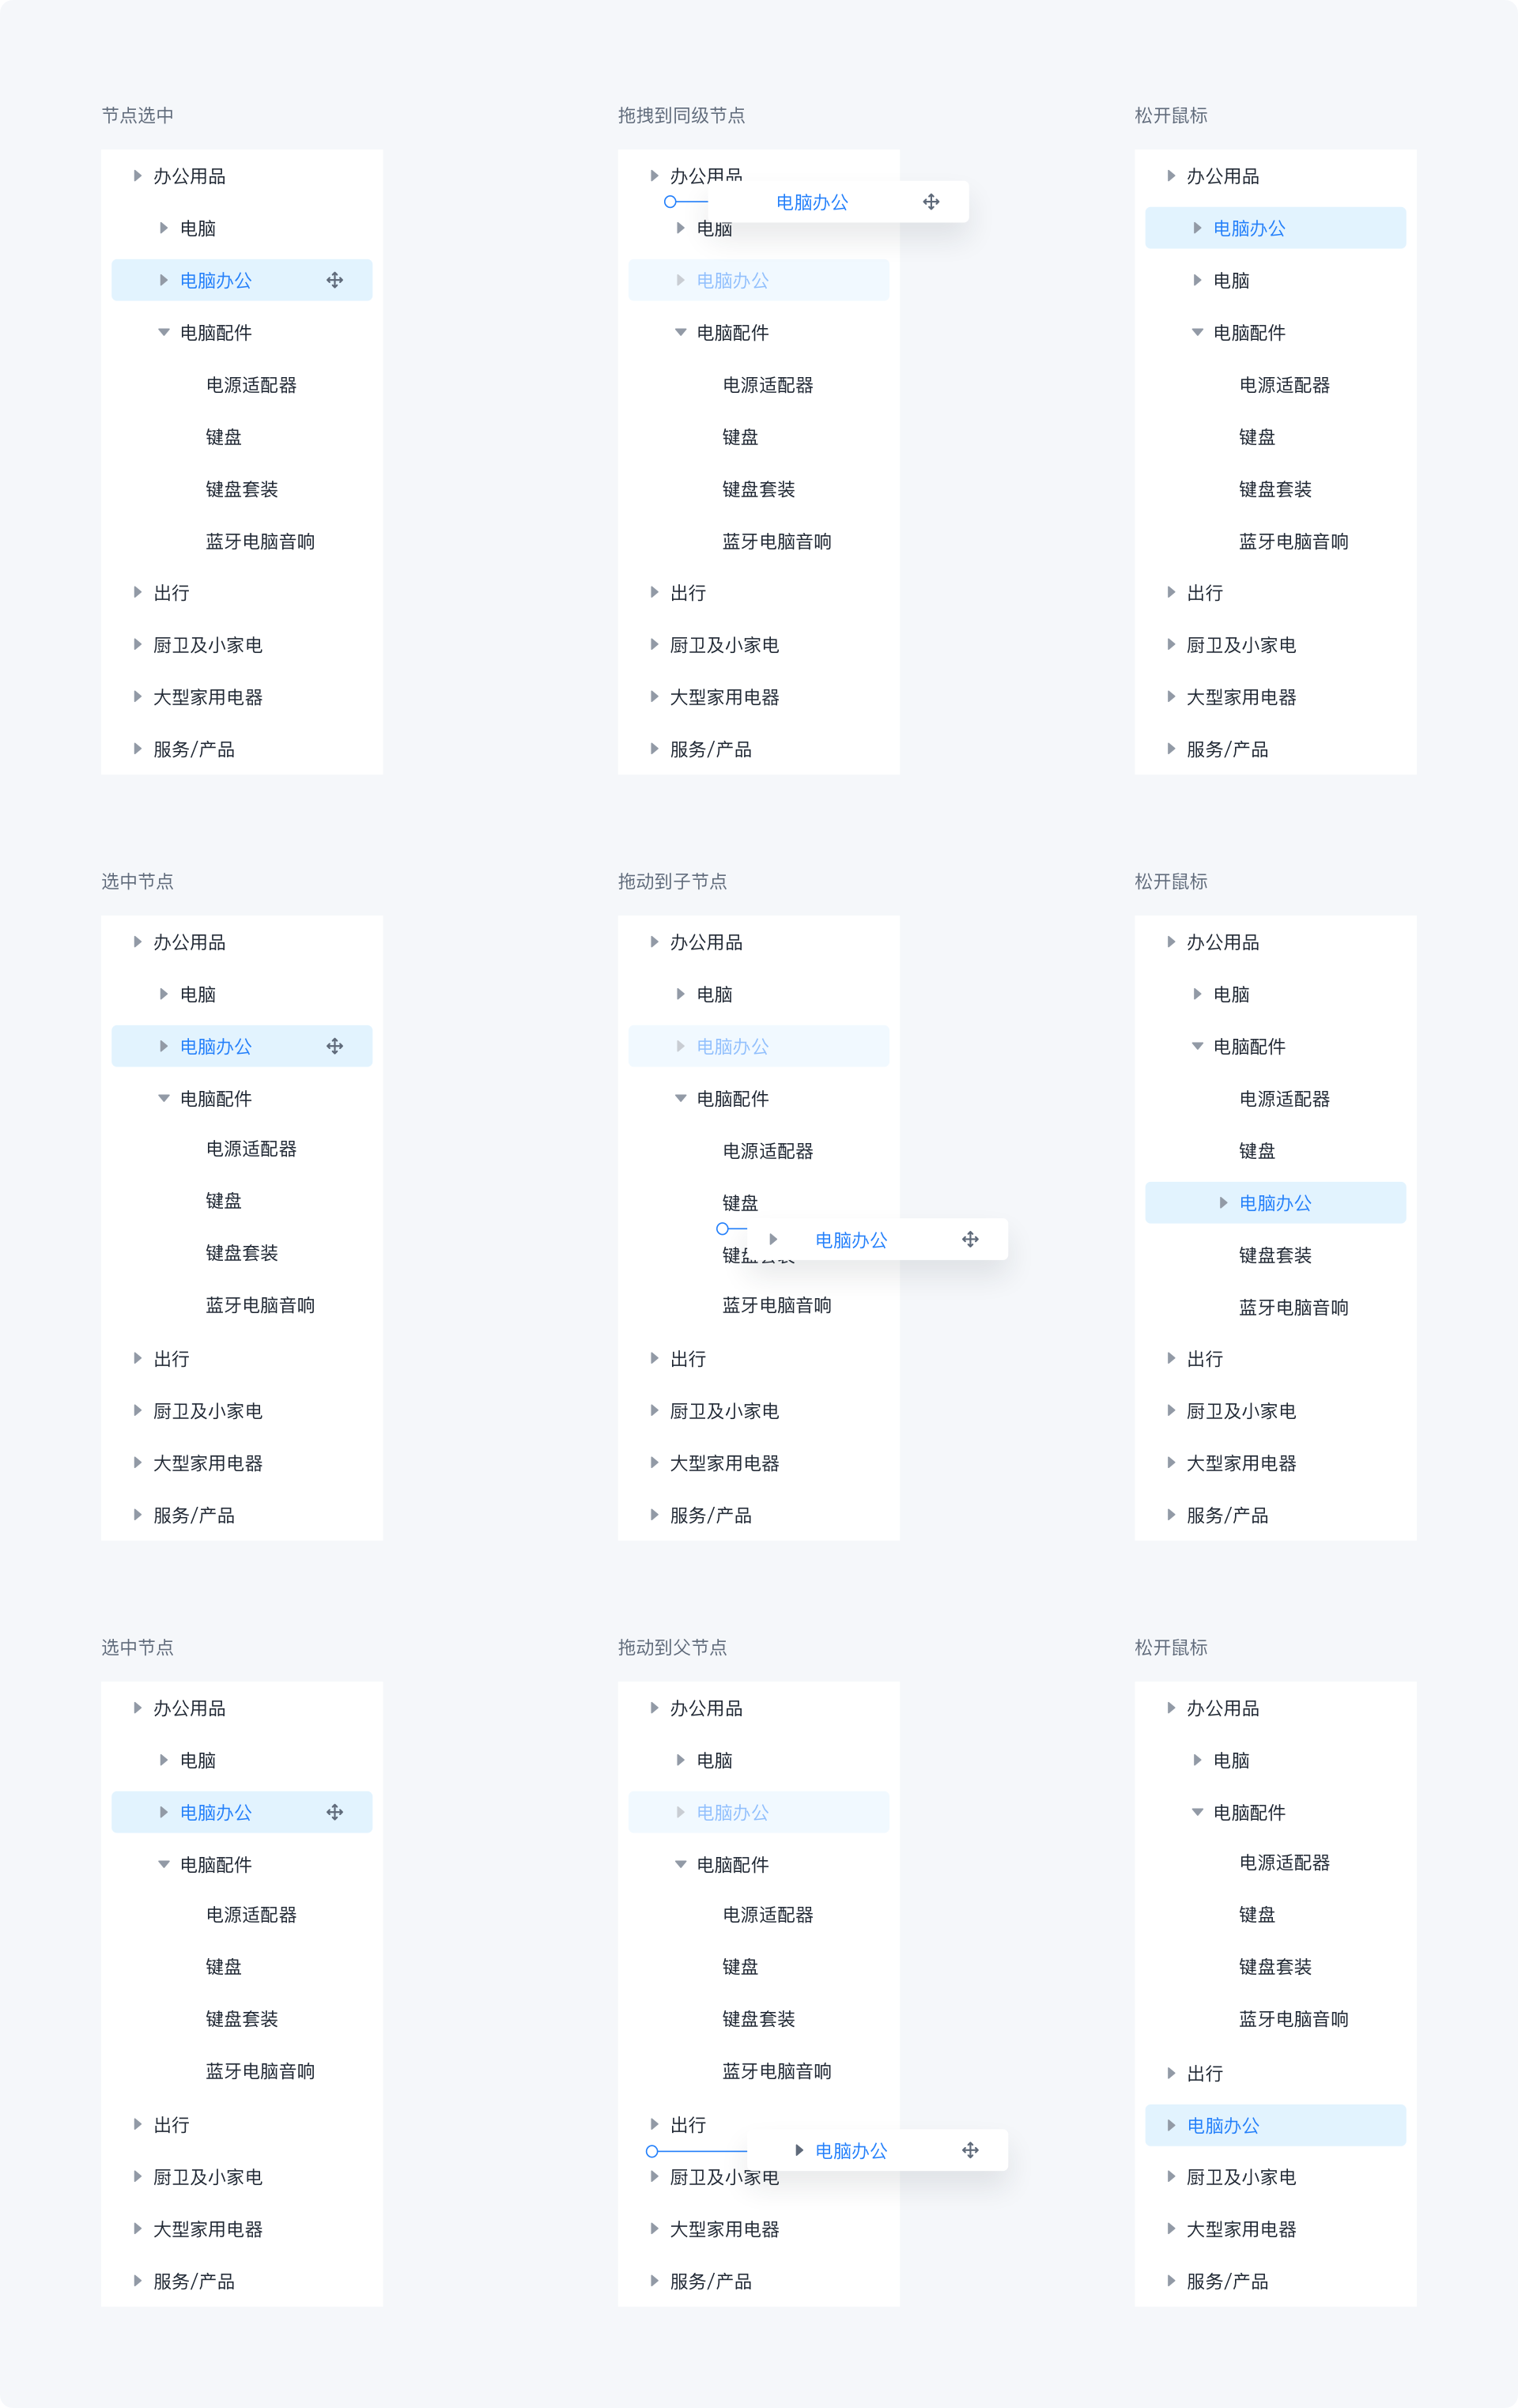 节点选中
办公用品
电脑
电脑办公
电脑配件
电源适配器
键盘
键盘套装
蓝牙电脑音响
出行
厨卫及小家电
大型家用电器
服务/产品
拖拽到同级节点
办公用品
电脑办公
电脑
电脑办公
电脑配件
电源适配器
键盘
键盘套装
蓝牙电脑音响
出行
厨卫及小家电
大型家用电器
服务/产品
松开鼠标
办公用品
电脑办公
电脑
电脑配件
电源适配器
键盘
键盘套装
蓝牙电脑音响
出行
厨卫及小家电
大型家用电器
服务/产品
选中节点
办公用品
电脑
电脑办公
电脑配件
电源适配器
键盘
键盘套装
蓝牙电脑音响
出行
厨卫及小家电
大型家用电器
服务/产品
拖动到子节点
办公用品
电脑
电脑办公
电脑配件
电源适配器
键盘
电脑办公
键盘套装
蓝牙电脑音响
出行
厨卫及小家电
大型家用电器
服务/产品
松开鼠标
办公用品
电脑
电脑配件
电源适配器
键盘
电脑办公
键盘套装
蓝牙电脑音响
出行
厨卫及小家电
大型家用电器
服务/产品
选中节点
办公用品
电脑
电脑办公
电脑配件
电源适配器
键盘
键盘套装
蓝牙电脑音响
出行
厨卫及小家电
大型家用电器
服务/产品
拖动到父节点
办公用品
电脑
电脑办公
电脑配件
电源适配器
键盘
键盘套装
蓝牙电脑音响
出行
电脑办公
厨卫及小家电
大型家用电器
服务/产品
松开鼠标
办公用品
电脑
电脑配件
电源适配器
键盘
键盘套装
蓝牙电脑音响
出行
电脑办公
厨卫及小家电
大型家用电器
服务/产品